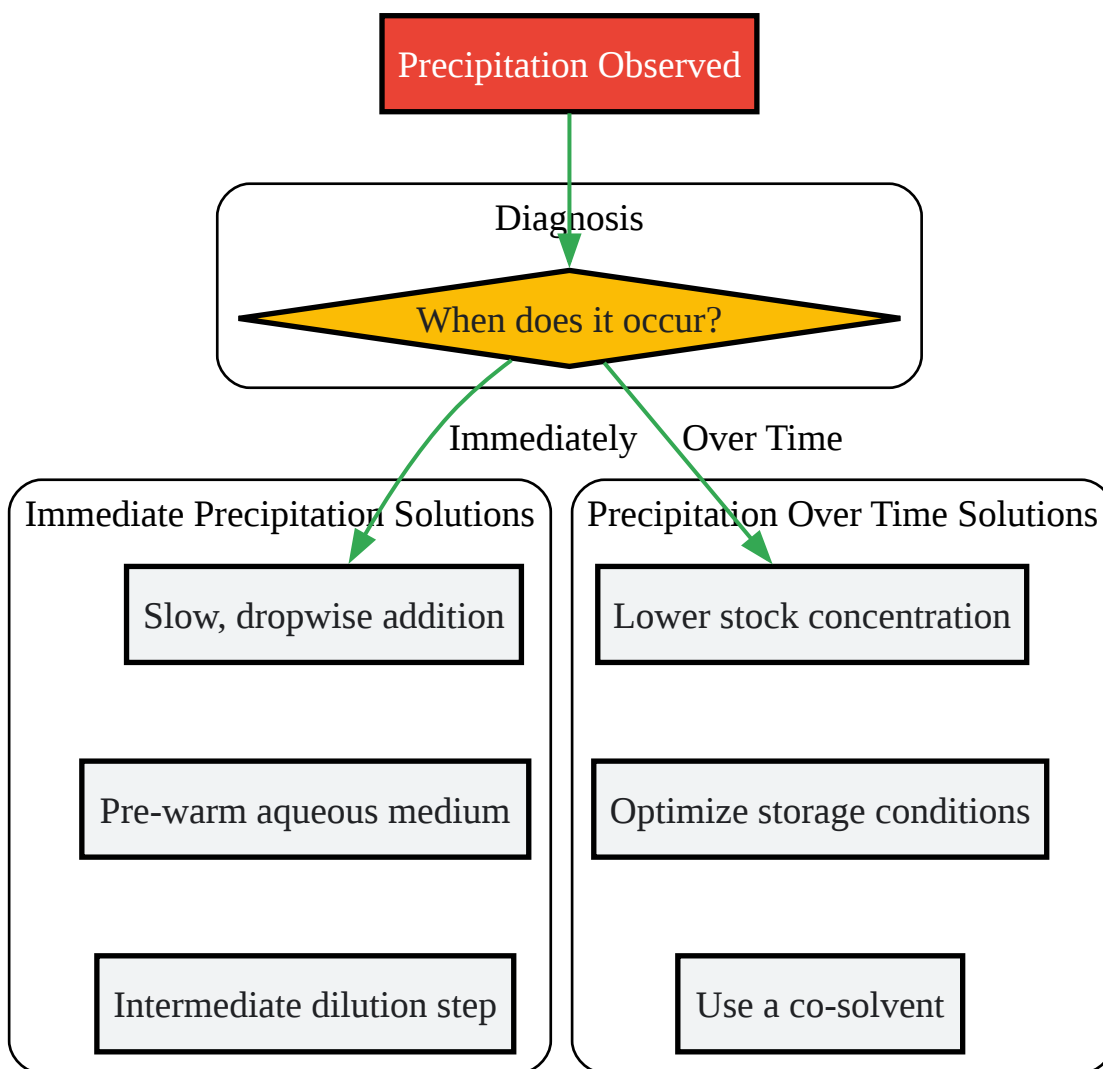 Precipitation Observed
Diagnosis
When does it occur?
Immediately
Over Time
Immediate Precipitation Solutions
Slow, dropwise addition
Pre-warm aqueous medium
Intermediate dilution step
Precipitation Over Time Solutions
Lower stock concentration
Optimize storage conditions
Use a co-solvent